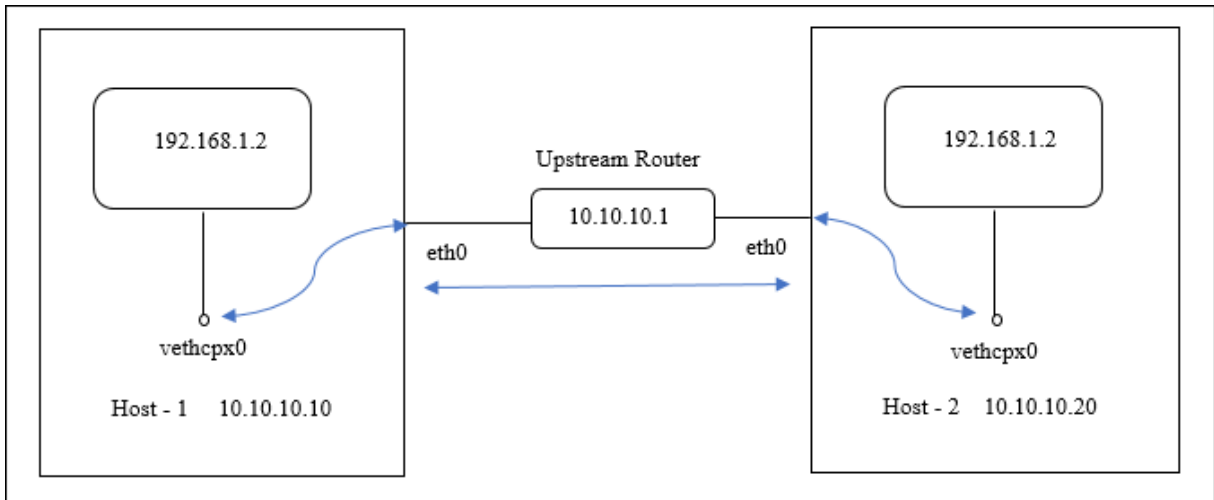 192.168.1.2
vethcpx0
Host - 1 10.10.10.10
Upstream Router
10.10.10.1
eth0
eth0
192.168.1.2
vethcpx0
Host - 2 10.10.10.20